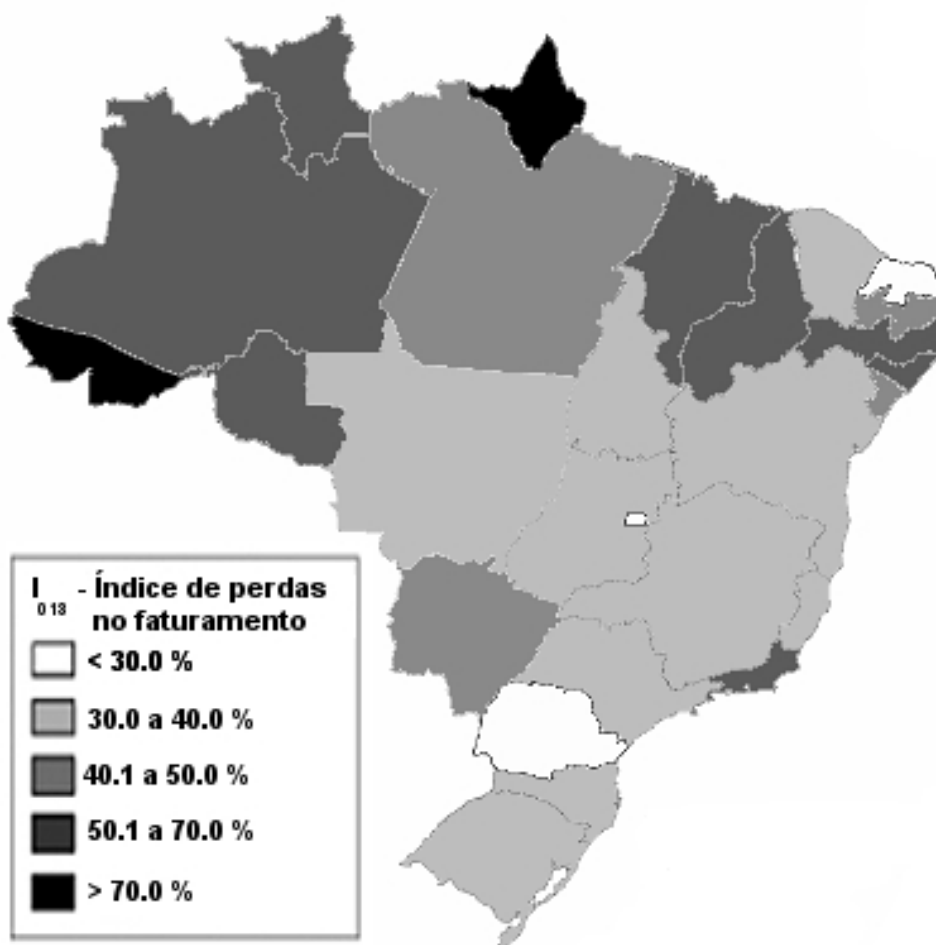 I 013 - Índice de perdas
no faturamento
< 30.0 %
30.0 a 40.0 %
40.1 a 50.0 %
50.1 a 70.0 %
> 70.0 %